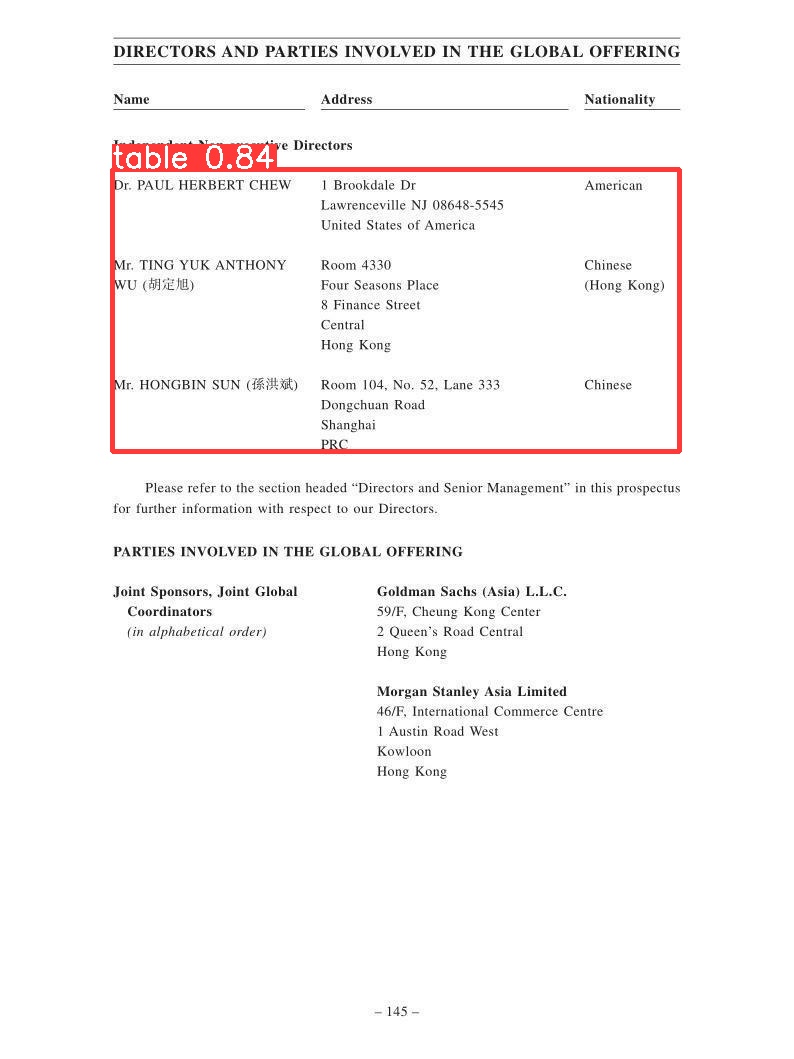 DIRECTORS AND PARTIES INVOLVED IN THE GLOBAL OFFERING
Name Address Nationality
Independent Non-executive Directors
table 0.84
Dr. PAUL HERBERT CHEW 1 Brookdale Dr American
Lawrenceville NJ 08648-5545
United States of America
Mr. TING YUK ANTHONY Room 4330 Chinese
WU (胡定旭) Four Seasons Place (Hong Kong)
8 Finance Street
Central
Hong Kong
Mr. HONGBIN SUN (孫洪斌) Room 104, No. 52, Lane 333 Chinese
Dongchuan Road
Shanghai
PRC
Please refer to the section headed “Directors and Senior Management” in this prospectus
for further information with respect to our Directors.
PARTIES INVOLVED IN THE GLOBAL OFFERING
Joint Sponsors, Joint Global Goldman Sachs (Asia) L.L.C.
Coordinators 59/F, Cheung Kong Center
(in alphabetical order) 2 Queen’s Road Central
Hong Kong
Morgan Stanley Asia Limited
46/F, International Commerce Centre
1 Austin Road West
Kowloon
Hong Kong
– 145 –